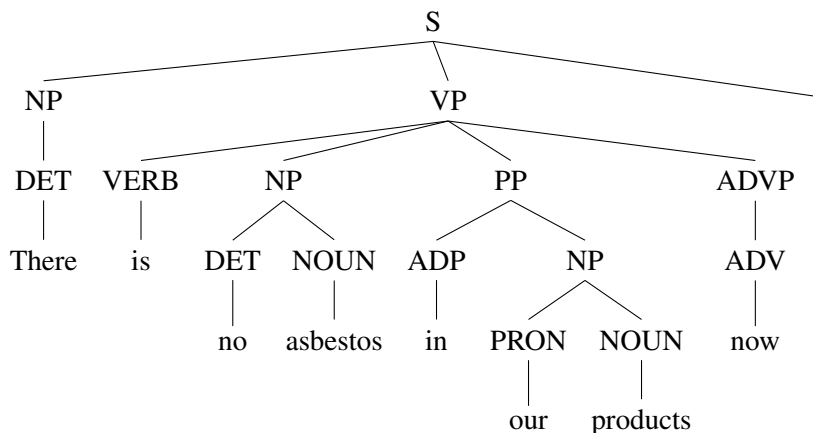 S
NP VP
DET VERB NP PP ADVP
There is DET NOUN ADP NP ADV
no asbestos in PRON NOUN now
our products